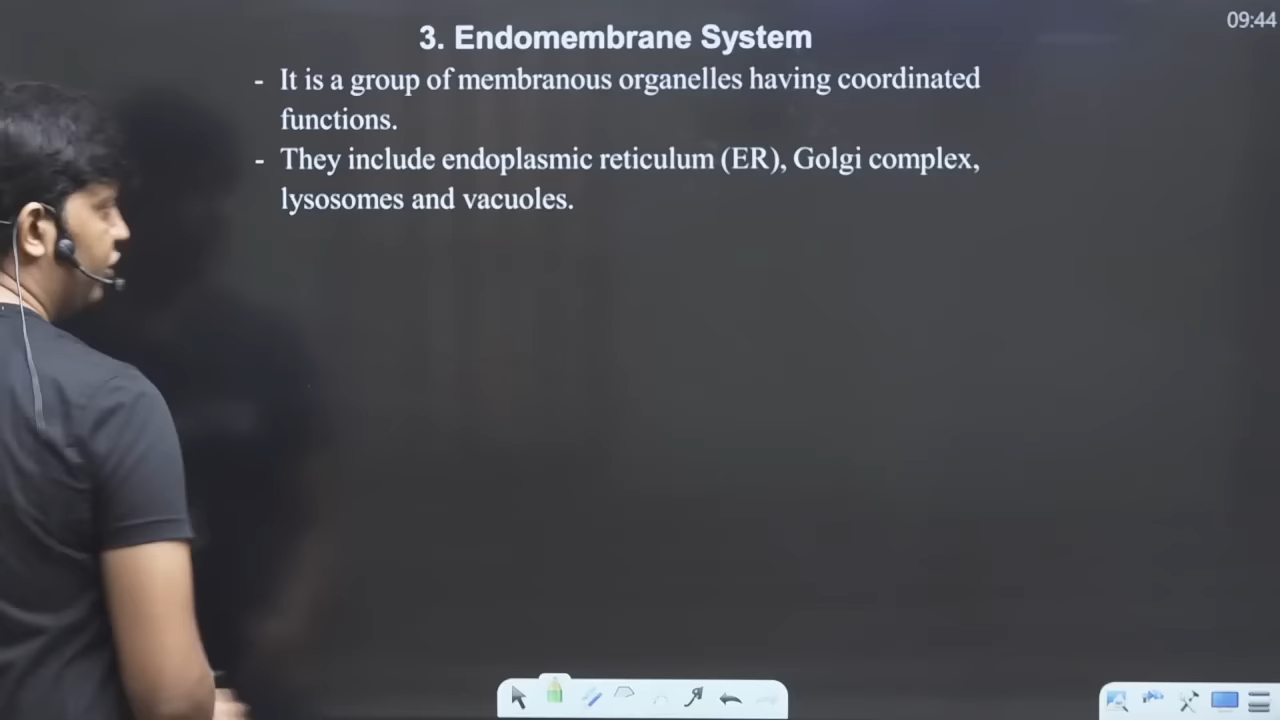 09:44
3. Endomembrane System
- It is a group of membranous organelles having coordinated
functions.
- They include endoplasmic reticulum (ER), Golgi complex,
lysosomes and vacuoles.